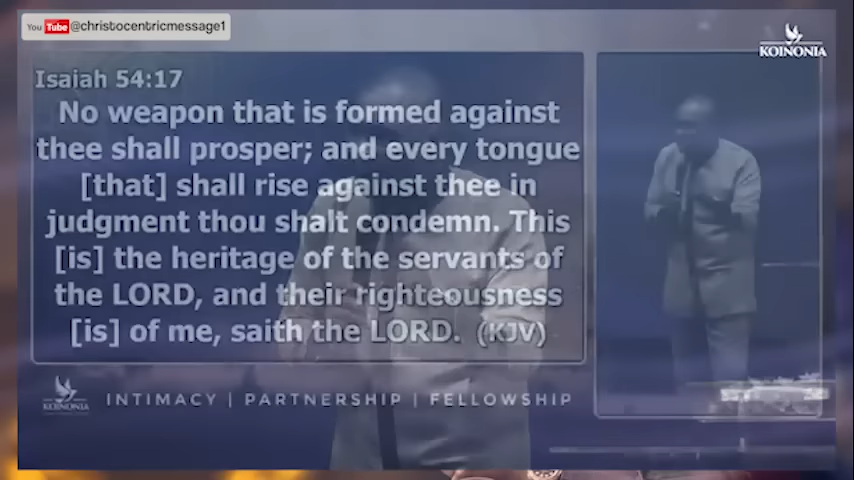 You Tube @christocentricmessage1
KOINONIA
Isaiah 54:17
No weapon that is formed against
thee shall prosper; and every tongue
[that] shall rise against thee in
judgment thou shalt condemn. This
[is] the heritage of the servants of
the LORD, and their righteousness
[is] of me, saith the LORD. (KJV)
KOINONIA
INTIMACY | PARTNERSHIP | FELLOWSHIP